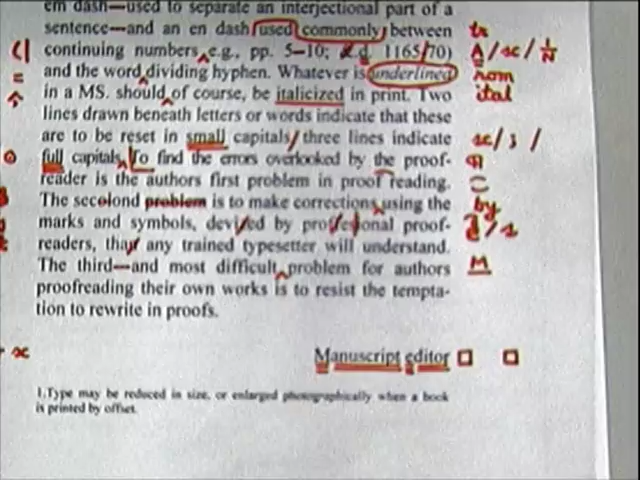 em dash—used to separate an interjectional part of a
sentence—and an en dash used commonly between tr
continuing numbers e.g., pp. 5–10; 1165/70) A/sc/1/N
and the word dividing hyphen. Whatever is underlined rom
in a MS. should of course, be italicized in print. Two ital
lines drawn beneath letters or words indicate that these
are to be reset in small capitals/ three lines indicate sc/;/
full capitals To find the errors overlooked by the proof-
reader is the authors first problem in proof reading.
The secolond problem is to make corrections using the by
marks and symbols, devi/ed by profesional proof- d/s
readers, that any trained typesetter will understand.
The third—and most difficult problem for authors M
proofreading their own works is to resist the tempta-
tion to rewrite in proofs.
Manuscript editor
1.Type may be reduced in size, or enlarged photographically when a book
is printed by offset.